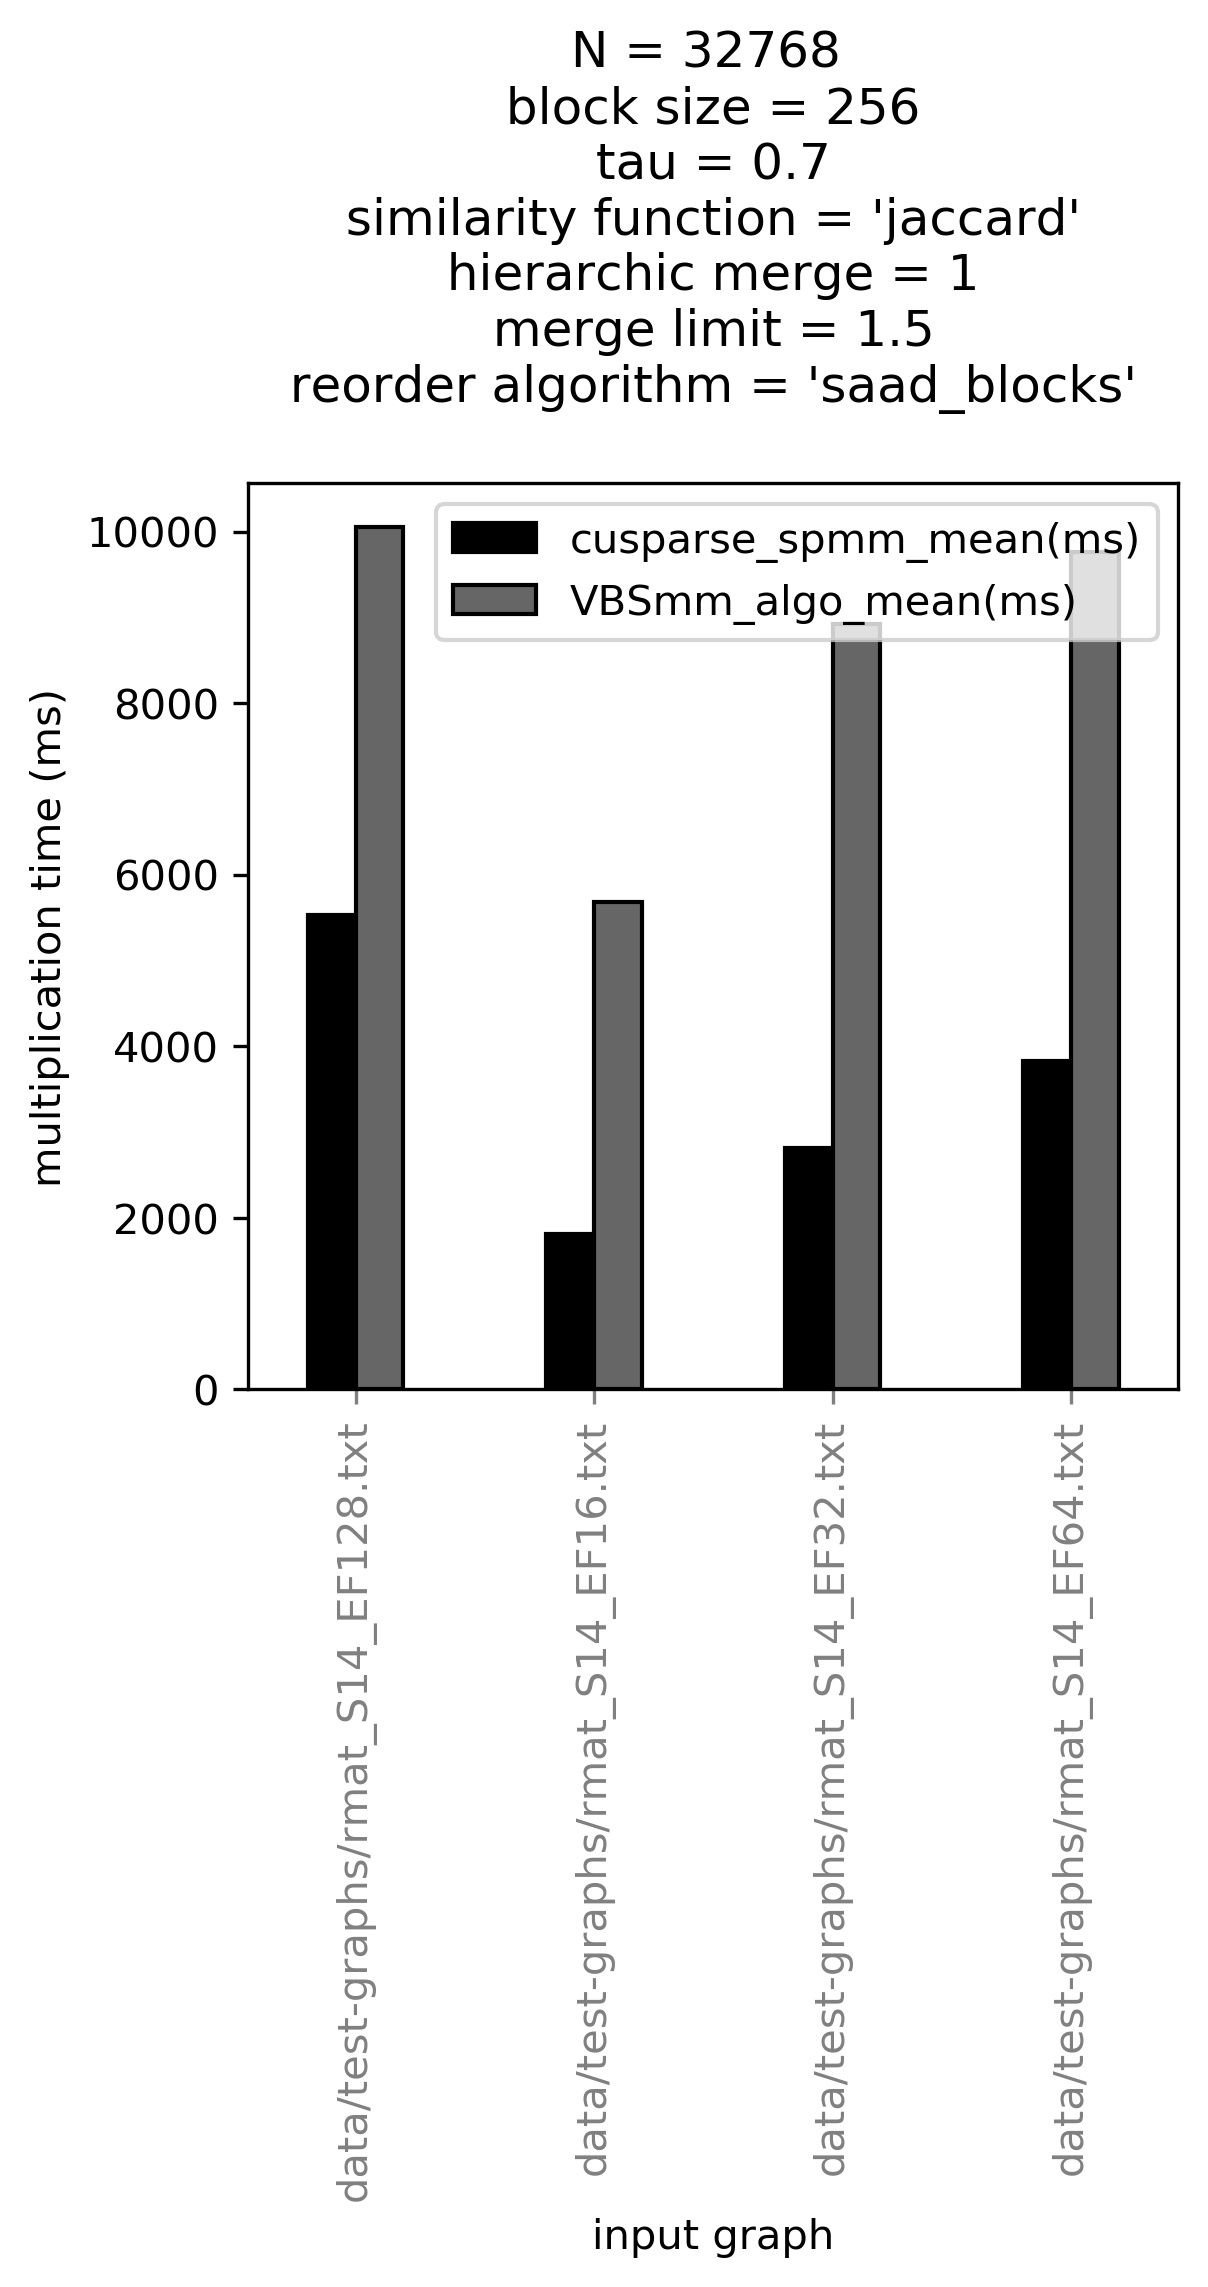 N = 32768
block size = 256
tau = 0.7
similarity function = 'jaccard'
hierarchic merge = 1
merge limit = 1.5
reorder algorithm = 'saad_blocks'
cusparse_spmm_mean(ms)
VBSmm_algo_mean(ms)
multiplication time (ms)
10000
8000
6000
4000
2000
0
data/test-graphs/rmat_S14_EF128.txt
data/test-graphs/rmat_S14_EF16.txt
data/test-graphs/rmat_S14_EF32.txt
data/test-graphs/rmat_S14_EF64.txt
input graph